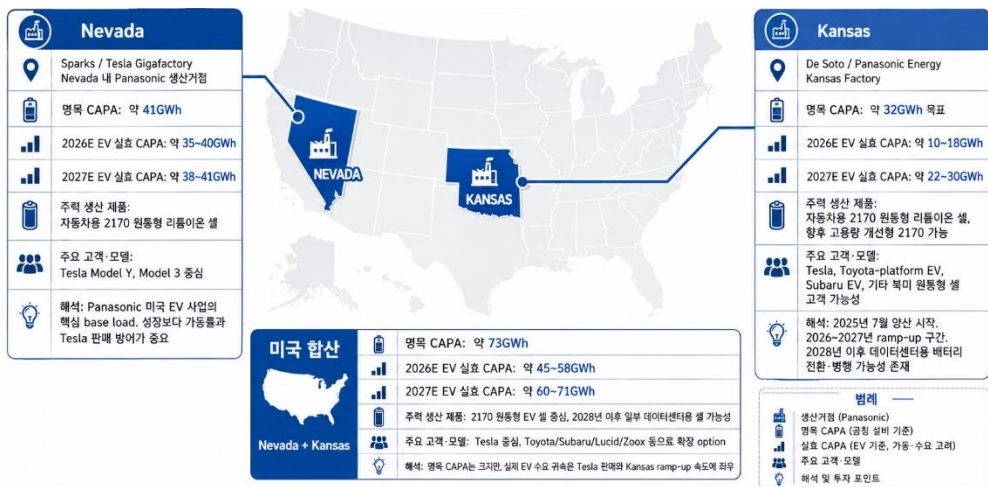 Nevada
Sparks / Tesla Gigafactory
Nevada 내 Panasonic 생산거점
명목 CAPA: 약 41GWh
2026E EV 실효 CAPA: 약 35~40GWh
2027E EV 실효 CAPA: 약 38~41GWh
주력 생산 제품:
자동차용 2170 원통형 리튬이온 셀
주요 고객·모델:
Tesla Model Y, Model 3 중심
해석: Panasonic 미국 EV 사업의
핵심 base load. 성장보다 가동률과
Tesla 판매 방어가 중요
NEVADA
KANSAS
Kansas
De Soto / Panasonic Energy
Kansas Factory
명목 CAPA: 약 32GWh 목표
2026E EV 실효 CAPA: 약 10~18GWh
2027E EV 실효 CAPA: 약 22~30GWh
주력 생산 제품:
자동차용 2170 원통형 리튬이온 셀,
향후 고용량 개선형 2170 가능
주요 고객·모델:
Tesla, Toyota-platform EV,
Subaru EV, 기타 북미 원통형 셀
고객 가능성
해석: 2025년 7월 양산 시작.
2026~2027년 ramp-up 구간.
2028년 이후 데이터센터용 배터리
전환·병행 가능성 존재
미국 합산
Nevada + Kansas
명목 CAPA: 약 73GWh
2026E EV 실효 CAPA: 약 45~58GWh
2027E EV 실효 CAPA: 약 60~71GWh
주력 생산 제품: 2170 원통형 EV 셀 중심, 2028년 이후 일부 데이터센터용 셀 가능성
주요 고객·모델: Tesla 중심, Toyota/Subaru/Lucid/Zoox 등으로 확장 option
해석: 명목 CAPA는 크지만, 실제 EV 수요 귀속은 Tesla 판매와 Kansas ramp-up 속도에 좌우
범례
생산거점 (Panasonic)
명목 CAPA (공칭 설비 기준)
실효 CAPA (EV 기준, 가동·수요 고려)
주요 고객·모델
해석 및 투자 포인트